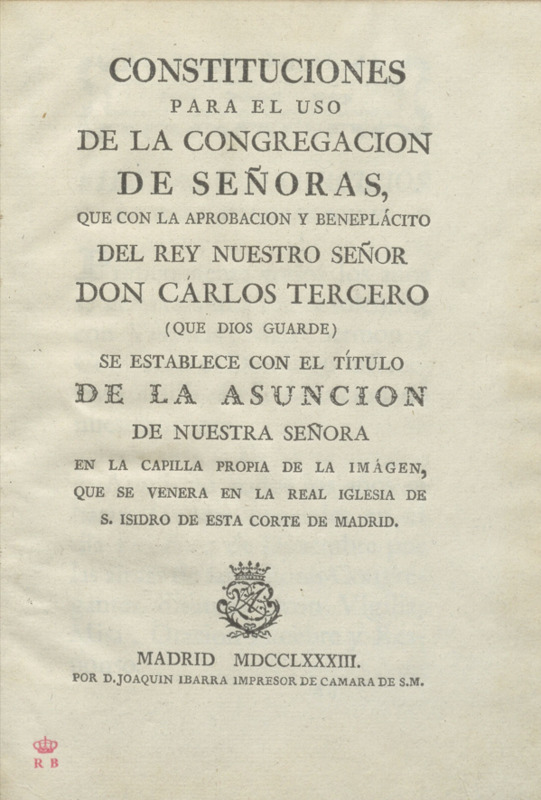 CONSTITUCIONES
PARA EL USO
DE LA CONGREGACION
DE SEÑORAS,
QUE CON LA APROBACION Y BENEPLÁCITO
DEL REY NUESTRO SEÑOR
DON CÁRLOS TERCERO
(QUE DIOS GUARDE)
SE ESTABLECE CON EL TÍTULO
DE LA ASUNCION
DE NUESTRA SEÑORA
EN LA CAPILLA PROPIA DE LA IMÁGEN,
QUE SE VENERA EN LA REAL IGLESIA DE
S. ISIDRO DE ESTA CORTE DE MADRID.
MADRID MDCCLXXXIII.
POR D. JOAQUIN IBARRA IMPRESOR DE CAMARA DE S.M.
R B